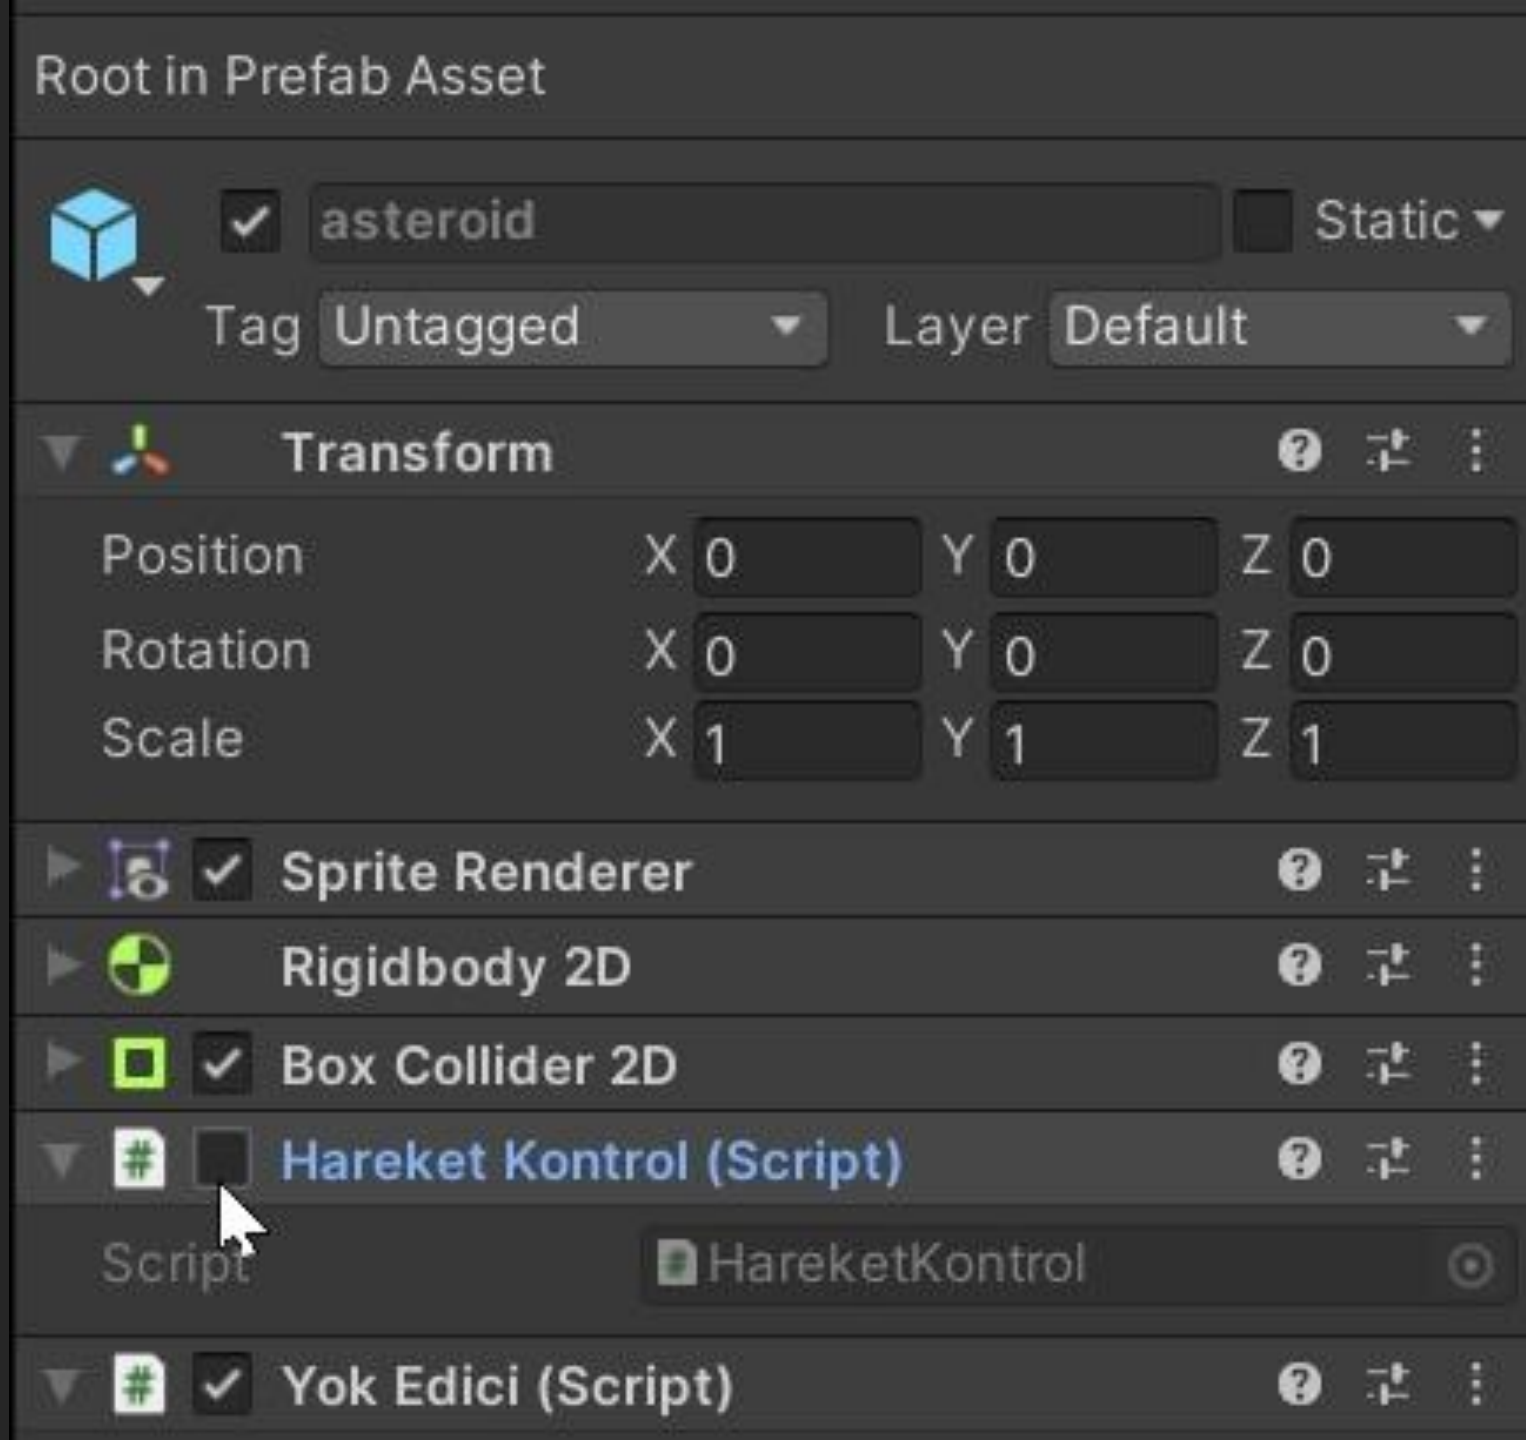 Root in Prefab Asset
asteroid Static
Tag Untagged Layer Default
Transform
Position X 0 Y 0 Z 0
Rotation X 0 Y 0 Z 0
Scale X 1 Y 1 Z 1
Sprite Renderer
Rigidbody 2D
Box Collider 2D
# Hareket Kontrol (Script)
Script # HareketKontrol
# Yok Edici (Script)